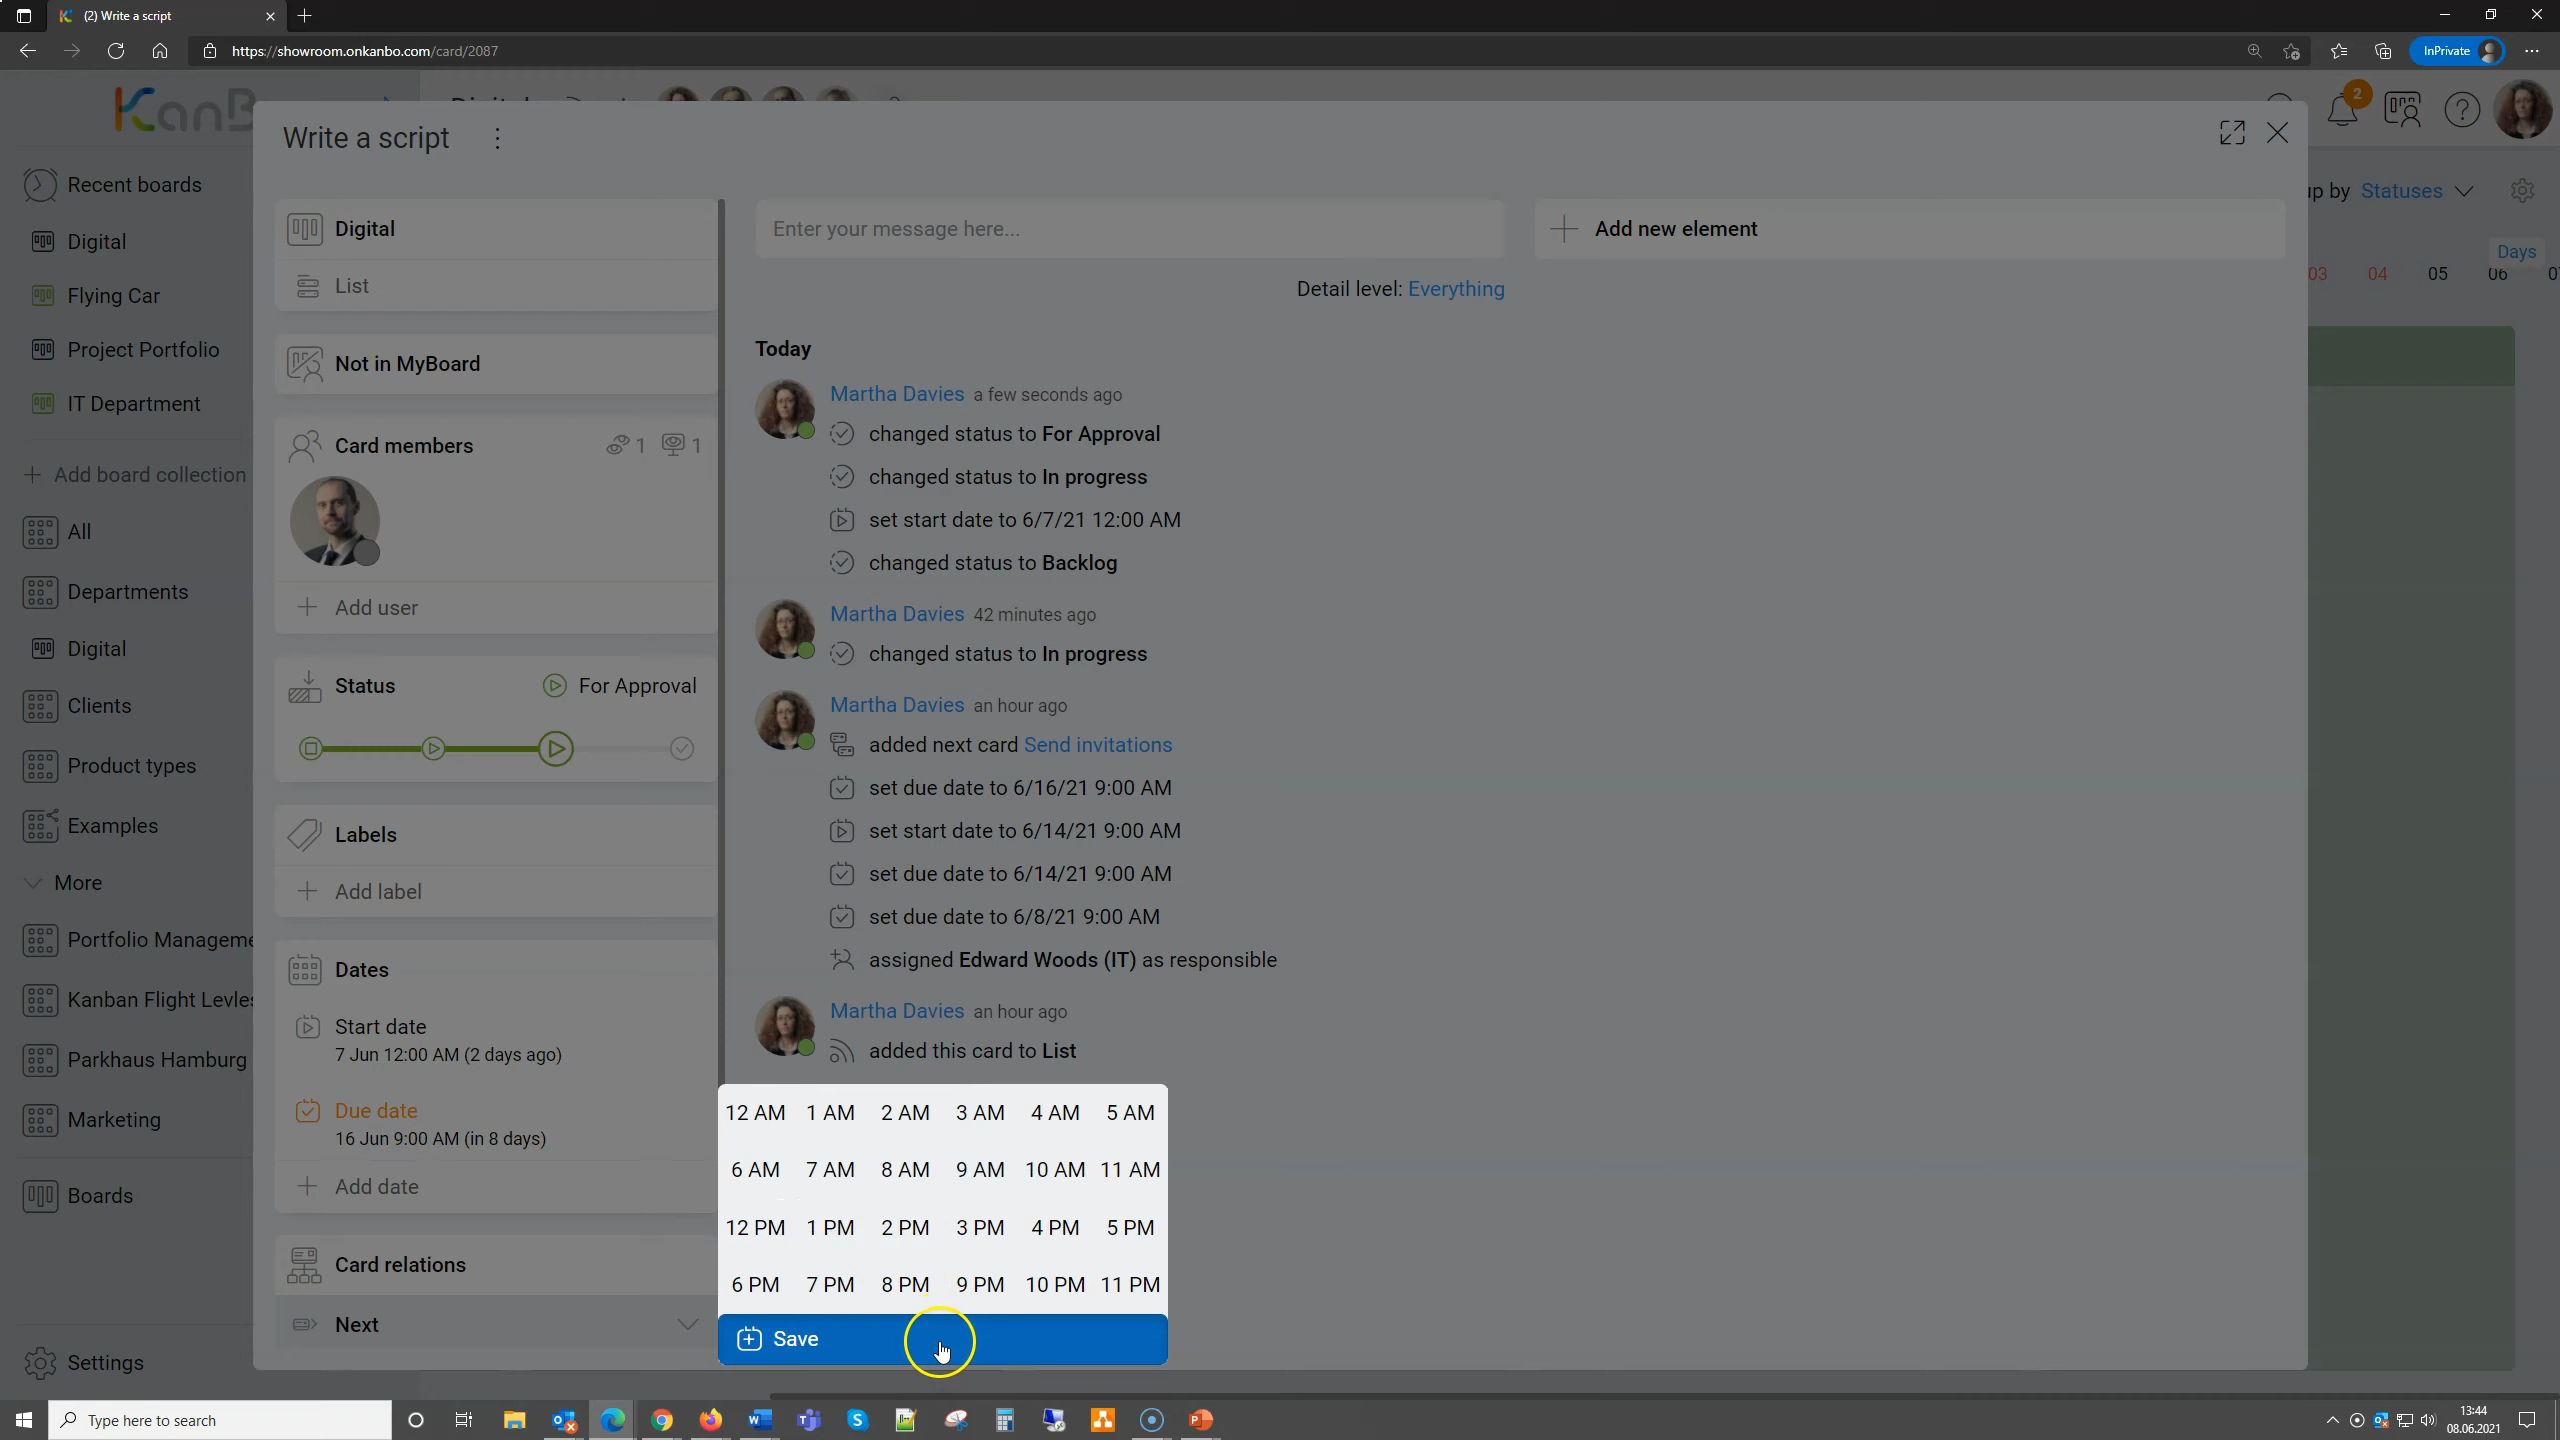 (2) Write a script
https://showroom.onkanbo.com/card/2087
InPrivate
KanB
2
Write a script
Recent boards
Digital
Flying Car
Project Portfolio
IT Department
Add board collection
All
Departments
Digital
Clients
Product types
Examples
More
Portfolio Manageme
Kanban Flight Levles
Parkhaus Hamburg
Marketing
Boards
Settings
Digital
List
Not in MyBoard
Card members 1 1
Add user
Status For Approval
Labels
Add label
Dates
Start date
7 Jun 12:00 AM (2 days ago)
Due date
16 Jun 9:00 AM (in 8 days)
Add date
Card relations
Next
Enter your message here...
Detail level: Everything
Today
Martha Davies a few seconds ago
changed status to For Approval
changed status to In progress
set start date to 6/7/21 12:00 AM
changed status to Backlog
Martha Davies 42 minutes ago
changed status to In progress
Martha Davies an hour ago
added next card Send invitations
set due date to 6/16/21 9:00 AM
set start date to 6/14/21 9:00 AM
set due date to 6/14/21 9:00 AM
set due date to 6/8/21 9:00 AM
assigned Edward Woods (IT) as responsible
Martha Davies an hour ago
added this card to List
12 AM 1 AM 2 AM 3 AM 4 AM 5 AM
6 AM 7 AM 8 AM 9 AM 10 AM 11 AM
12 PM 1 PM 2 PM 3 PM 4 PM 5 PM
6 PM 7 PM 8 PM 9 PM 10 PM 11 PM
Save
Add new element
up by Statuses
Days
03 04 05 06
Type here to search
13:44
08.06.2021